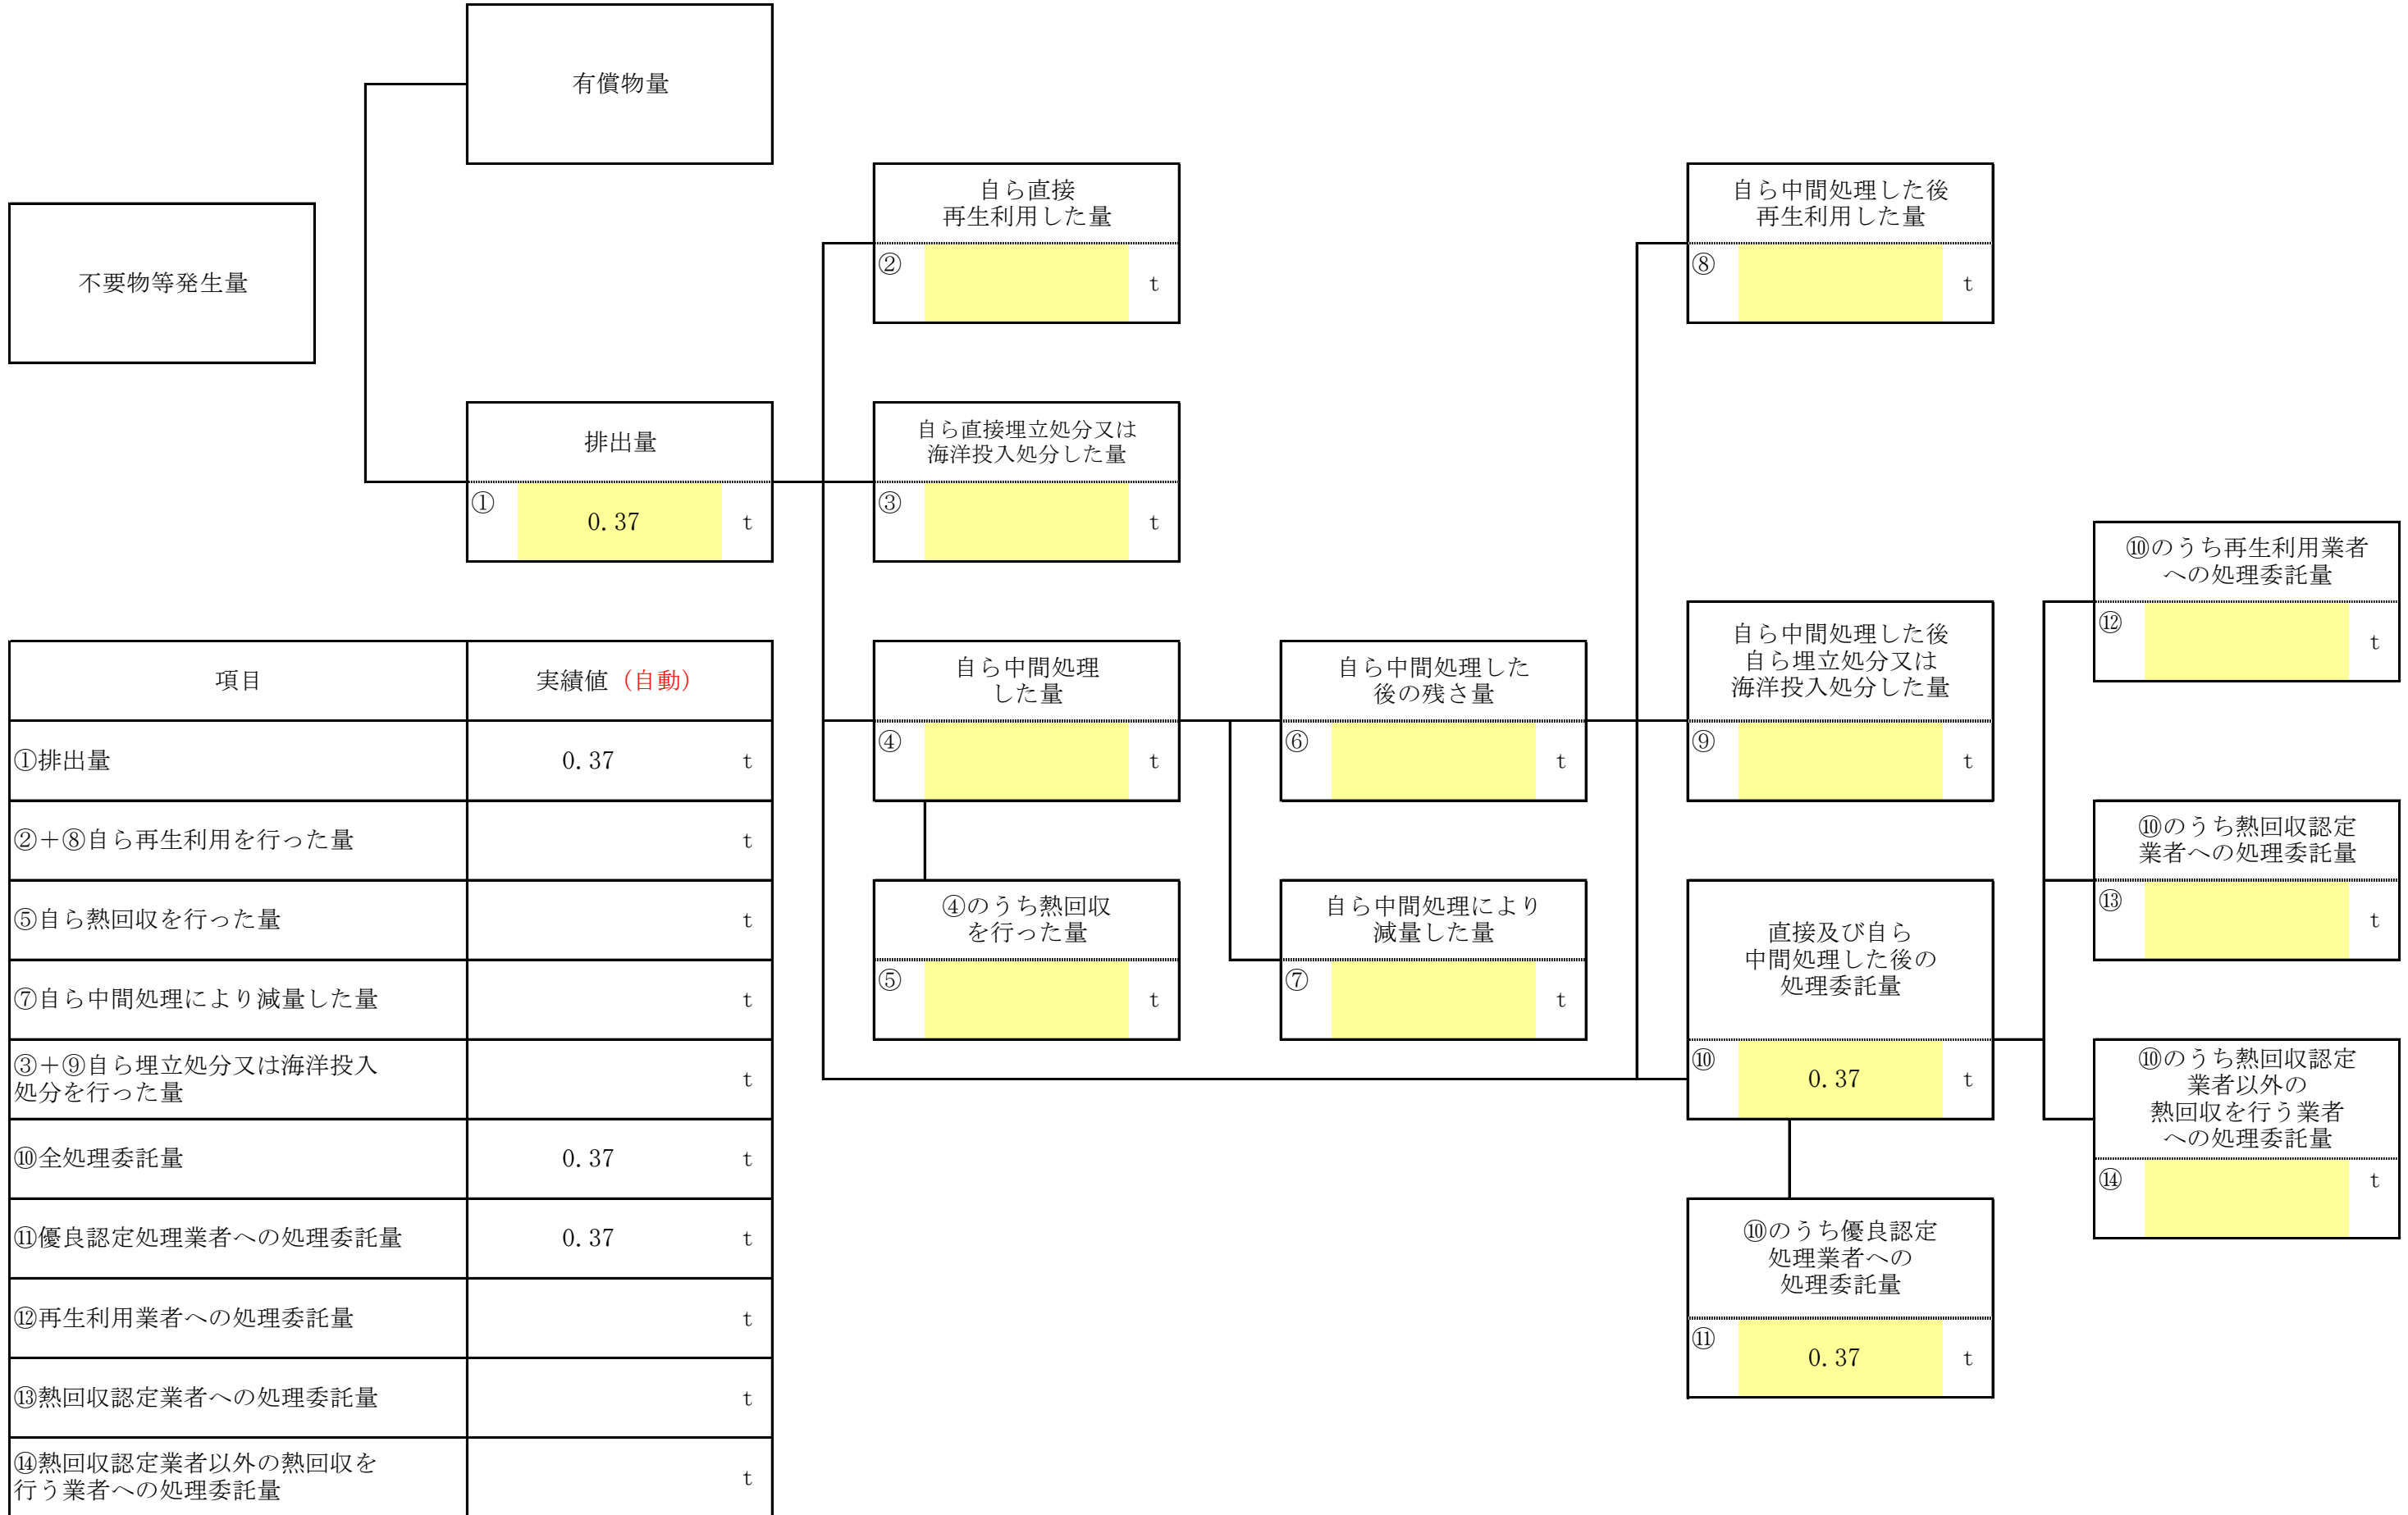 有償物量
不要物等発生量
自ら直接
再生利用した量
② t
自ら中間処理した後
再生利用した量
⑧ t
排出量
① 0.37 t
自ら直接埋立処分又は
海洋投入処分した量
③ t
⑩のうち再生利用業者
への処理委託量
⑫ t
自ら中間処理
した量
④ t
自ら中間処理した
後の残さ量
⑥ t
自ら中間処理した後
自ら埋立処分又は
海洋投入処分した量
⑨ t
⑩のうち熱回収認定
業者への処理委託量
⑬ t
④のうち熱回収
を行った量
⑤ t
自ら中間処理により
減量した量
⑦ t
直接及び自ら
中間処理した後の
処理委託量
⑩ 0.37 t
⑩のうち熱回収認定
業者以外の
熱回収を行う業者
への処理委託量
⑭ t
⑩のうち優良認定
処理業者への
処理委託量
⑪ 0.37 t
項目 実績値（自動）
①排出量 0.37 t
②＋⑧自ら再生利用を行った量 t
⑤自ら熱回収を行った量 t
⑦自ら中間処理により減量した量 t
③＋⑨自ら埋立処分又は海洋投入
処分を行った量 t
⑩全処理委託量 0.37 t
⑪優良認定処理業者への処理委託量 0.37 t
⑫再生利用業者への処理委託量 t
⑬熱回収認定業者への処理委託量 t
⑭熱回収認定業者以外の熱回収を
行う業者への処理委託量 t